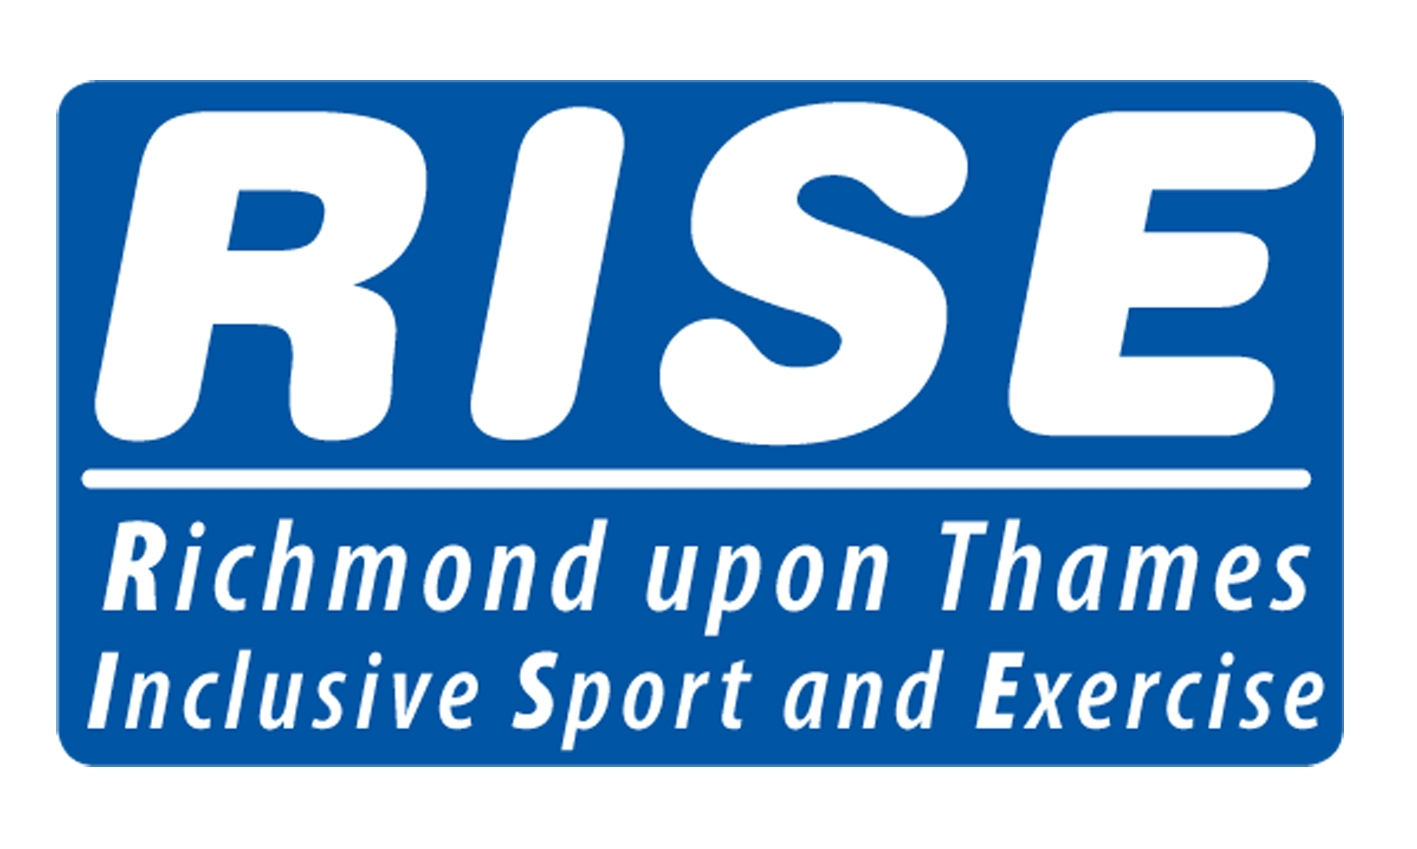 RISE
Richmond upon Thames
Inclusive Sport and Exercise